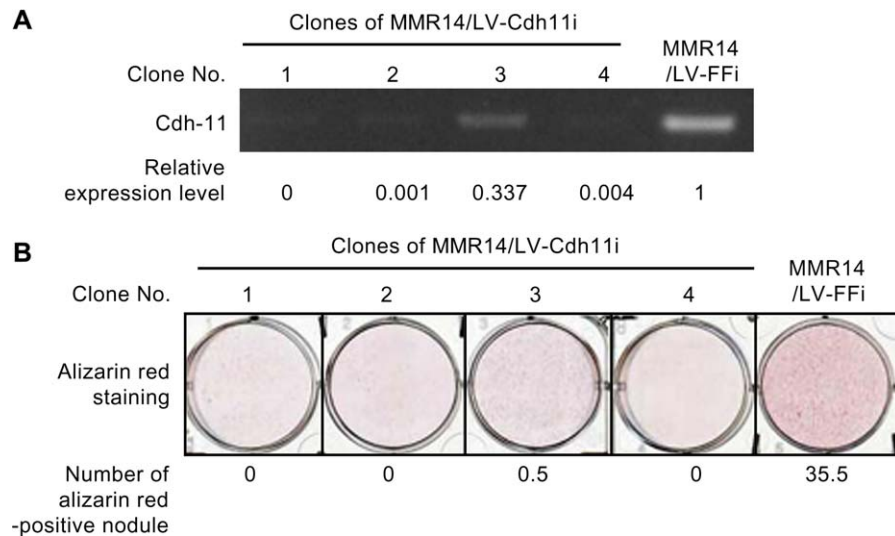 A
Clones of MMR14/LV-Cdh11i
MMR14
/LV-FFi
Clone No. 1 2 3 4
Cdh-11
Relative
expression level 0 0.001 0.337 0.004 1
B
Clones of MMR14/LV-Cdh11i
MMR14
/LV-FFi
Clone No. 1 2 3 4
Alizarin red
staining
Number of
alizarin red
-positive nodule
0 0 0.5 0 35.5